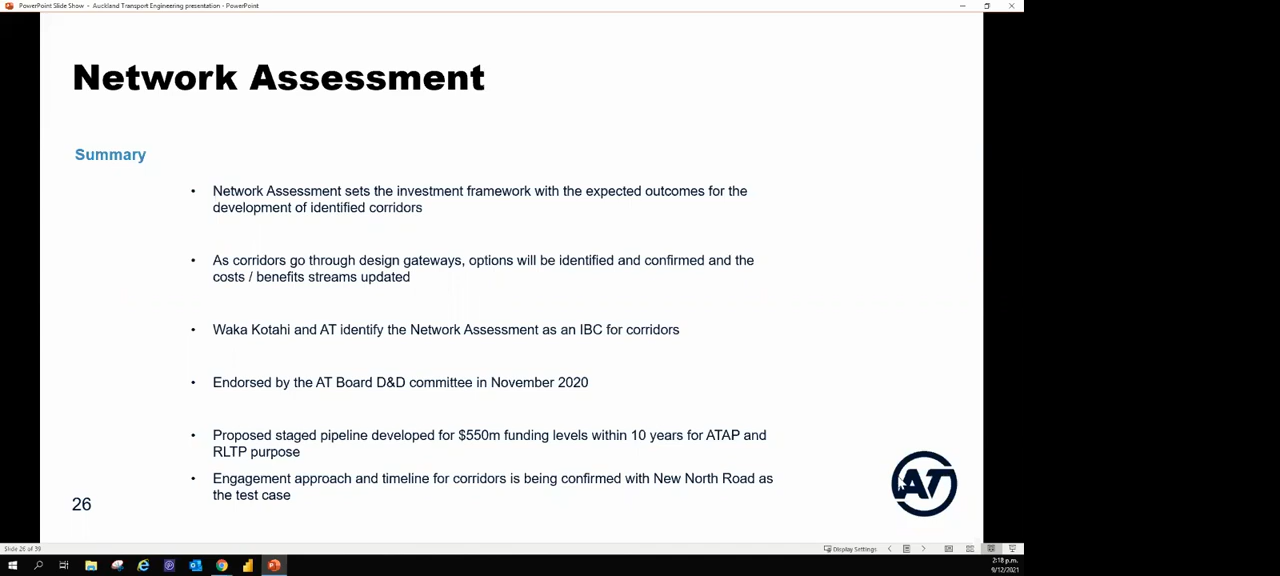 PowerPoint Slide Show - Auckland Transport Engineering presentation - PowerPoint
Network Assessment
Summary
• Network Assessment sets the investment framework with the expected outcomes for the
development of identified corridors
• As corridors go through design gateways, options will be identified and confirmed and the
costs / benefits streams updated
• Waka Kotahi and AT identify the Network Assessment as an IBC for corridors
• Endorsed by the AT Board D&D committee in November 2020
• Proposed staged pipeline developed for $550m funding levels within 10 years for ATAP and
RLTP purpose
• Engagement approach and timeline for corridors is being confirmed with New North Road as
the test case
AT
26
Slide 26 of 39
Display Settings
2:18 p.m.
9/12/2021